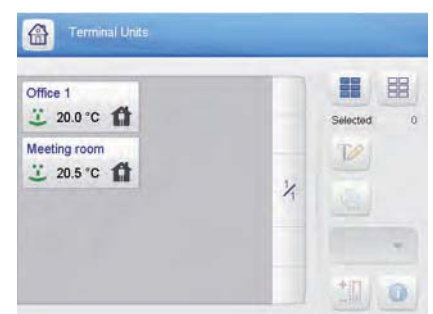 Terminal Units
Office 1
20.0 °C
Meeting room
20.5 °C
1/1
Selected 0
T
i